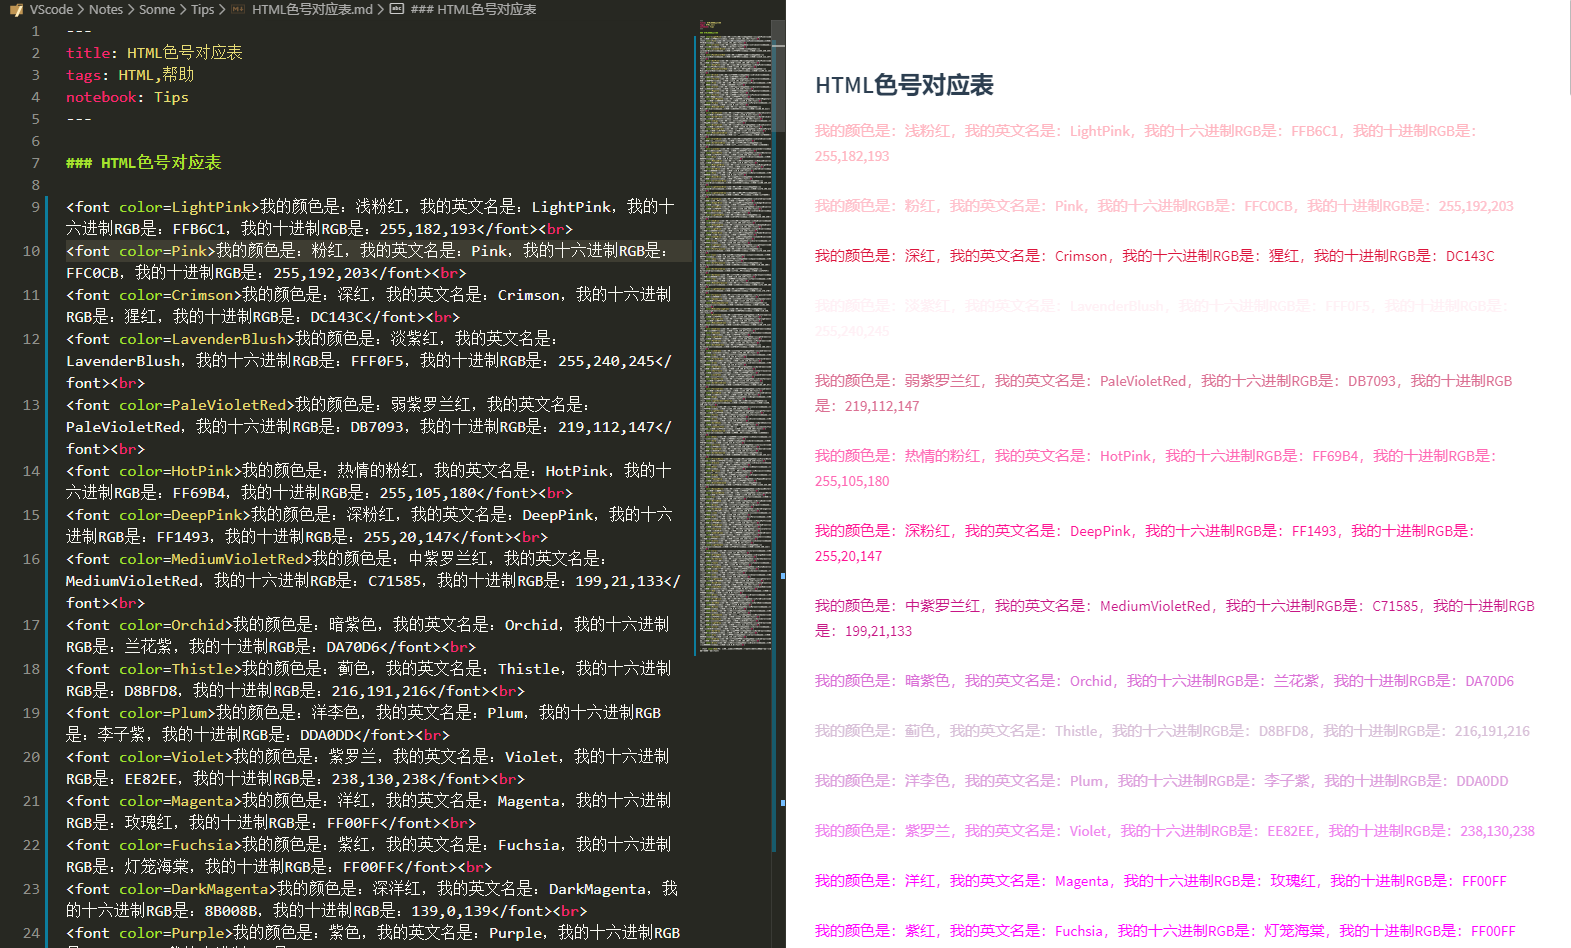 VScode > Notes > Sonne > Tips > HTML色号对应表.md > abc ### HTML色号对应表
1 ---
2 title: HTML色号对应表
3 tags: HTML,帮助
4 notebook: Tips
5 ---
6
7 ### HTML色号对应表
8
9 <font color=LightPink>我的颜色是：浅粉红，我的英文名是：LightPink，我的十
六进制RGB是：FFB6C1，我的十进制RGB是：255,182,193</font><br>
10 <font color=Pink>我的颜色是：粉红，我的英文名是：Pink，我的十六进制RGB是：
FFC0CB，我的十进制RGB是：255,192,203</font><br>
11 <font color=Crimson>我的颜色是：深红，我的英文名是：Crimson，我的十六进制
RGB是：猩红，我的十进制RGB是：DC143C</font><br>
12 <font color=LavenderBlush>我的颜色是：淡紫红，我的英文名是：
LavenderBlush，我的十六进制RGB是：FFF0F5，我的十进制RGB是：255,240,245</
font><br>
13 <font color=PaleVioletRed>我的颜色是：弱紫罗兰红，我的英文名是：
PaleVioletRed，我的十六进制RGB是：DB7093，我的十进制RGB是：219,112,147</
font><br>
14 <font color=HotPink>我的颜色是：热情的粉红，我的英文名是：HotPink，我的十
六进制RGB是：FF69B4，我的十进制RGB是：255,105,180</font><br>
15 <font color=DeepPink>我的颜色是：深粉红，我的英文名是：DeepPink，我的十六
进制RGB是：FF1493，我的十进制RGB是：255,20,147</font><br>
16 <font color=MediumVioletRed>我的颜色是：中紫罗兰红，我的英文名是：
MediumVioletRed，我的十六进制RGB是：C71585，我的十进制RGB是：199,21,133</
font><br>
17 <font color=Orchid>我的颜色是：暗紫色，我的英文名是：Orchid，我的十六进制
RGB是：兰花紫，我的十进制RGB是：DA70D6</font><br>
18 <font color=Thistle>我的颜色是：蓟色，我的英文名是：Thistle，我的十六进制
RGB是：D8BFD8，我的十进制RGB是：216,191,216</font><br>
19 <font color=Plum>我的颜色是：洋李色，我的英文名是：Plum，我的十六进制RGB
是：李子紫，我的十进制RGB是：DDA0DD</font><br>
20 <font color=Violet>我的颜色是：紫罗兰，我的英文名是：Violet，我的十六进制
RGB是：EE82EE，我的十进制RGB是：238,130,238</font><br>
21 <font color=Magenta>我的颜色是：洋红，我的英文名是：Magenta，我的十六进制
RGB是：玫瑰红，我的十进制RGB是：FF00FF</font><br>
22 <font color=Fuchsia>我的颜色是：紫红，我的英文名是：Fuchsia，我的十六进制
RGB是：灯笼海棠，我的十进制RGB是：FF00FF</font><br>
23 <font color=DarkMagenta>我的颜色是：深洋红，我的英文名是：DarkMagenta，我
的十六进制RGB是：8B008B，我的十进制RGB是：139,0,139</font><br>
24 <font color=Purple>我的颜色是：紫色，我的英文名是：Purple，我的十六进制RGB
HTML色号对应表
我的颜色是：浅粉红，我的英文名是：LightPink，我的十六进制RGB是：FFB6C1，我的十进制RGB是：
255,182,193
我的颜色是：粉红，我的英文名是：Pink，我的十六进制RGB是：FFC0CB，我的十进制RGB是：255,192,203
我的颜色是：深红，我的英文名是：Crimson，我的十六进制RGB是：猩红，我的十进制RGB是：DC143C
我的颜色是：淡紫红，我的英文名是：LavenderBlush，我的十六进制RGB是：FFF0F5，我的十进制RGB是：
255,240,245
我的颜色是：弱紫罗兰红，我的英文名是：PaleVioletRed，我的十六进制RGB是：DB7093，我的十进制RGB
是：219,112,147
我的颜色是：热情的粉红，我的英文名是：HotPink，我的十六进制RGB是：FF69B4，我的十进制RGB是：
255,105,180
我的颜色是：深粉红，我的英文名是：DeepPink，我的十六进制RGB是：FF1493，我的十进制RGB是：
255,20,147
我的颜色是：中紫罗兰红，我的英文名是：MediumVioletRed，我的十六进制RGB是：C71585，我的十进制RGB
是：199,21,133
我的颜色是：暗紫色，我的英文名是：Orchid，我的十六进制RGB是：兰花紫，我的十进制RGB是：DA70D6
我的颜色是：蓟色，我的英文名是：Thistle，我的十六进制RGB是：D8BFD8，我的十进制RGB是：216,191,216
我的颜色是：洋李色，我的英文名是：Plum，我的十六进制RGB是：李子紫，我的十进制RGB是：DDA0DD
我的颜色是：紫罗兰，我的英文名是：Violet，我的十六进制RGB是：EE82EE，我的十进制RGB是：238,130,238
我的颜色是：洋红，我的英文名是：Magenta，我的十六进制RGB是：玫瑰红，我的十进制RGB是：FF00FF
我的颜色是：紫红，我的英文名是：Fuchsia，我的十六进制RGB是：灯笼海棠，我的十进制RGB是：FF00FF